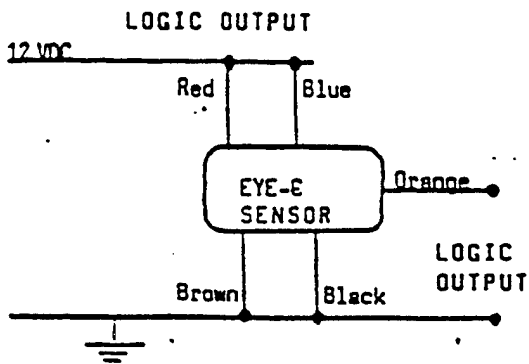 LOGIC OUTPUT
12 VDC
Red Blue
EYE-E
SENSOR
Orange
LOGIC
OUTPUT
Brown Black